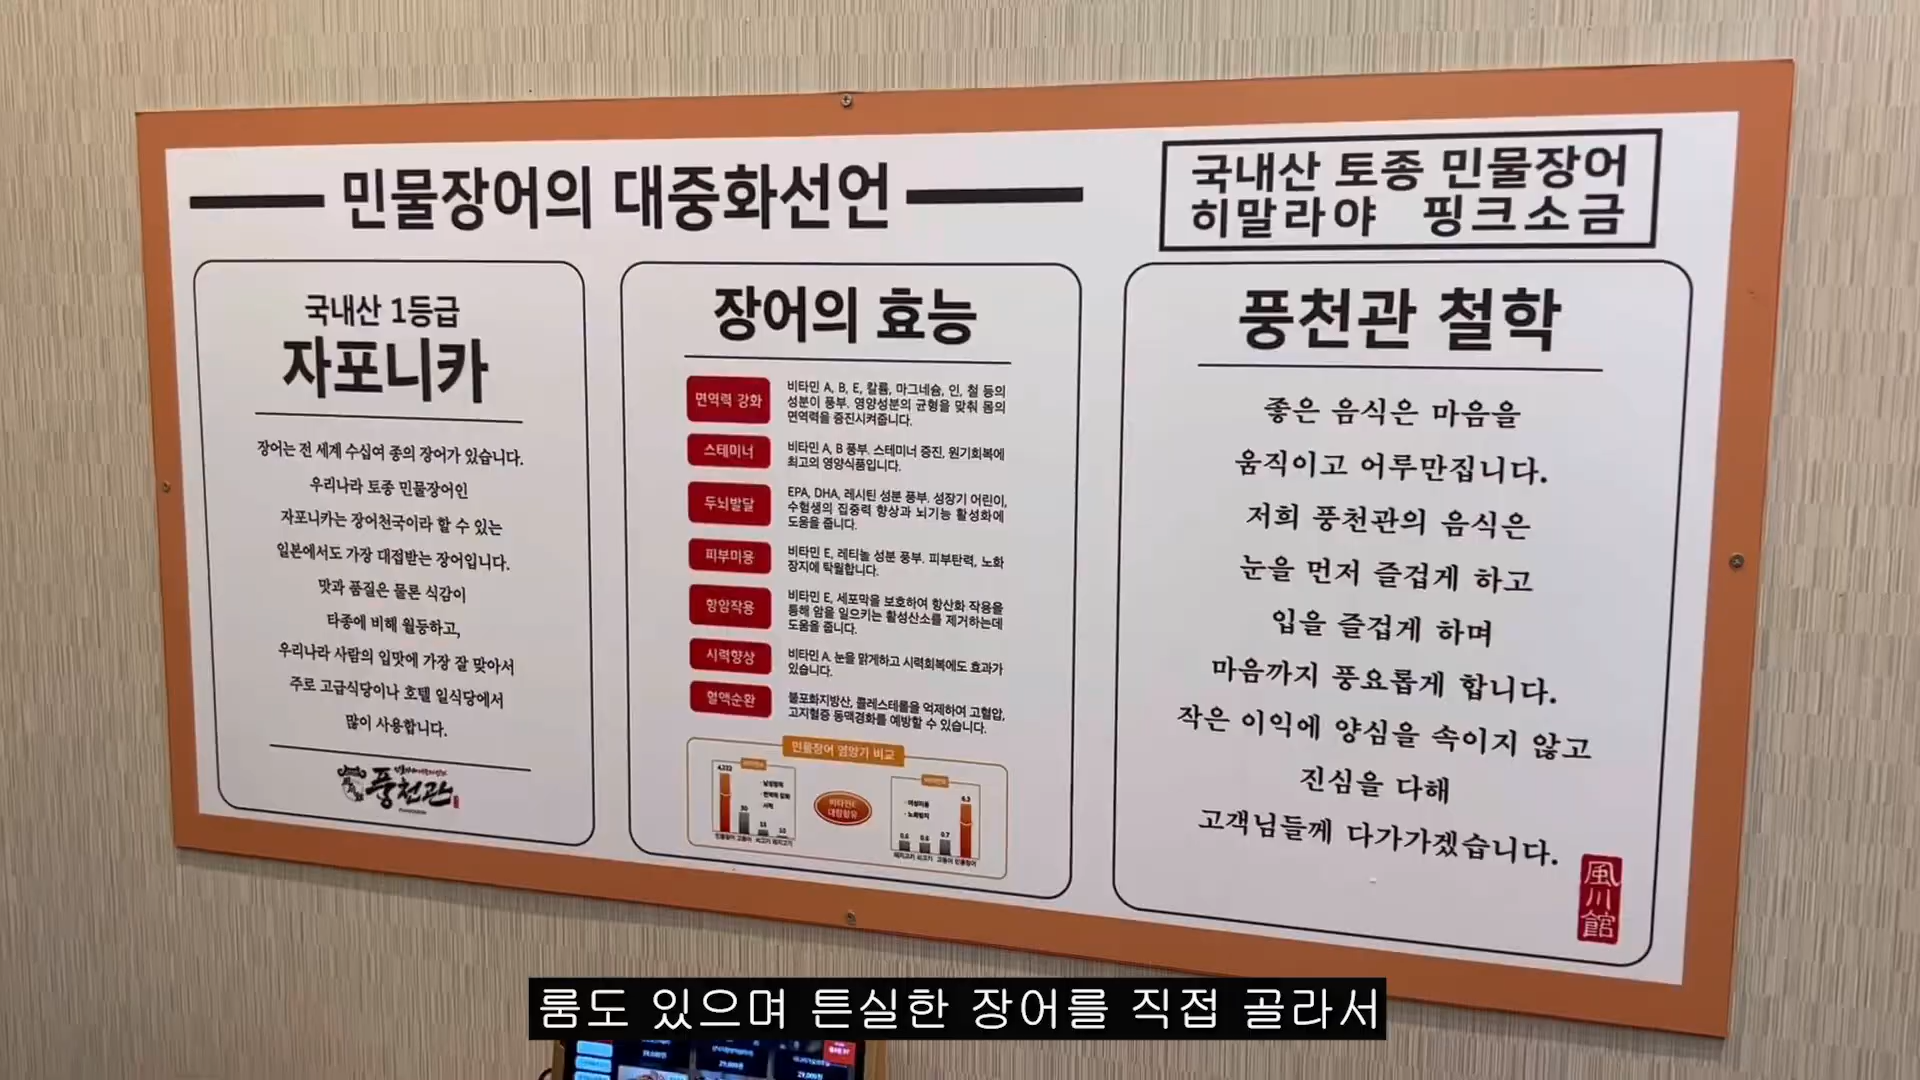 민물장어의 대중화선언
국내산 토종 민물장어
히말라야 핑크소금
국내산 1등급
자포니카
장어는 전 세계 수십여 종의 장어가 있습니다.
우리나라 토종 민물장어인
자포니카는 장어천국이라 할 수 있는
일본에서도 가장 대접받는 장어입니다.
맛과 품질은 물론 식감이
타종에 비해 월등하고,
우리나라 사람의 입맛에 가장 잘 맞아서
주로 고급식당이나 호텔 일식당에서
많이 사용합니다.
풍천관
장어의 효능
면역력 강화
비타민 A, B, E, 칼륨, 마그네슘, 인, 철 등의
성분이 풍부. 영양성분의 균형을 맞춰 몸의
면역력을 증진시켜줍니다.
스테미너
비타민 A, B 풍부. 스테미너 증진, 원기회복에
최고의 영양식품입니다.
두뇌발달
EPA, DHA, 레시틴 성분 풍부. 성장기 어린이,
수험생의 집중력 향상과 뇌기능 활성화에
도움을 줍니다.
피부미용
비타민 E, 레티놀 성분 풍부. 피부탄력, 노화
장지에 탁월합니다.
항암작용
비타민 E, 세포막을 보호하여 항산화 작용을
통해 암을 일으키는 활성산소를 제거하는데
도움을 줍니다.
시력향상
비타민 A, 눈을 맑게하고 시력회복에도 효과가
있습니다.
혈액순환
불포화지방산, 콜레스테롤을 억제하여 고혈압,
고지혈증 동맥경화를 예방할 수 있습니다.
민물장어 영양가 비교
비타민E
대량함유
6.3
0.7
민물장어 고등어
풍천관 철학
좋은 음식은 마음을
움직이고 어루만집니다.
저희 풍천관의 음식은
눈을 먼저 즐겁게 하고
입을 즐겁게 하며
마음까지 풍요롭게 합니다.
작은 이익에 양심을 속이지 않고
진심을 다해
고객님들께 다가가겠습니다.
風川館
룸도 있으며 튼실한 장어를 직접 골라서